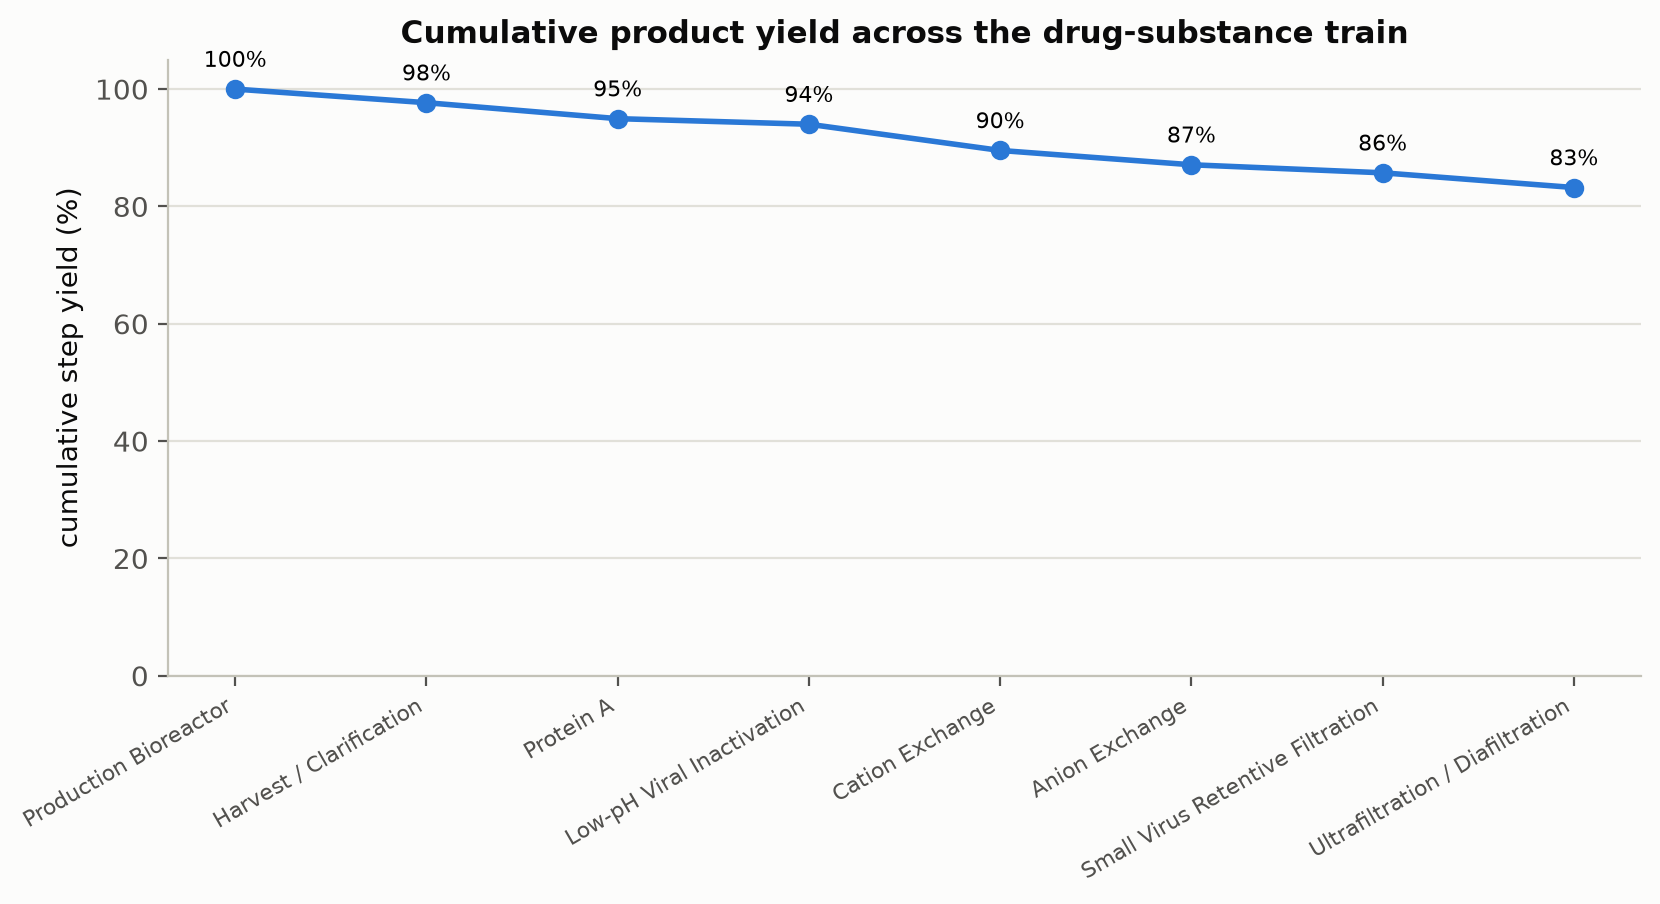 Cumulative product yield across the drug-substance train
cumulative step yield (%)
100
80
60
40
20
0
100%
98%
95%
94%
90%
87%
86%
83%
Production Bioreactor
Harvest / Clarification
Protein A
Low-pH Viral Inactivation
Cation Exchange
Anion Exchange
Small Virus Retentive Filtration
Ultrafiltration / Diafiltration